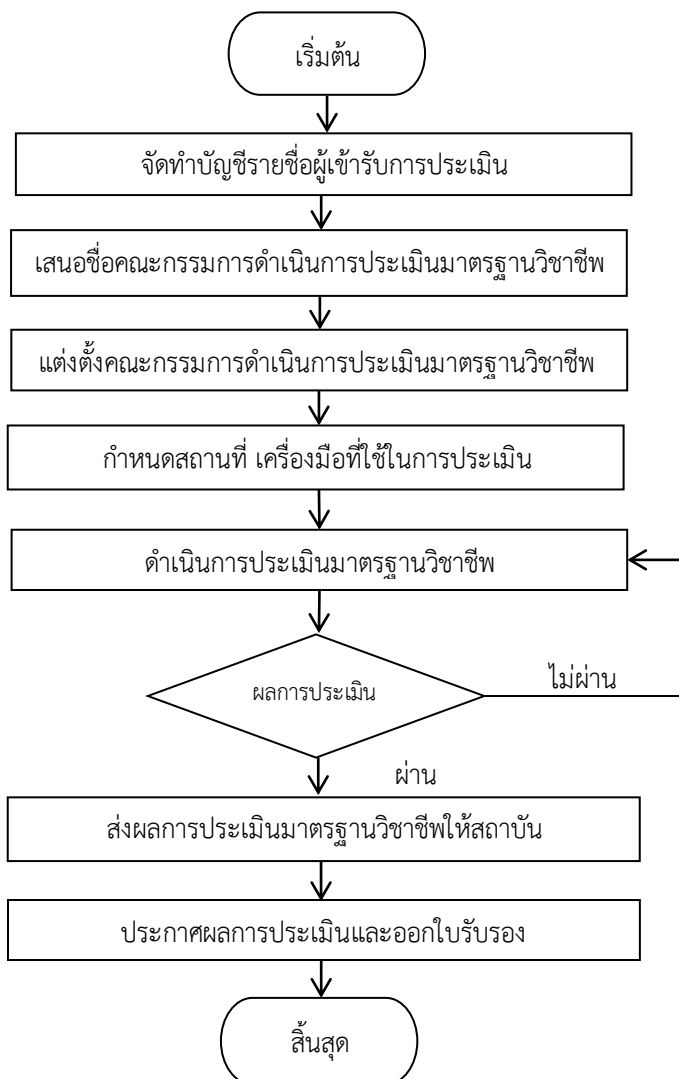 เริ่มต้น
จัดทำบัญชีรายชื่อผู้เข้ารับการประเมิน
เสนอชื่อคณะกรรมการดำเนินการประเมินมาตรฐานวิชาชีพ
แต่งตั้งคณะกรรมการดำเนินการประเมินมาตรฐานวิชาชีพ
กำหนดสถานที่ เครื่องมือที่ใช้ในการประเมิน
ดำเนินการประเมินมาตรฐานวิชาชีพ
ผลการประเมิน
ไม่ผ่าน
ผ่าน
ส่งผลการประเมินมาตรฐานวิชาชีพให้สถาบัน
ประกาศผลการประเมินและออกใบรับรอง
สิ้นสุด